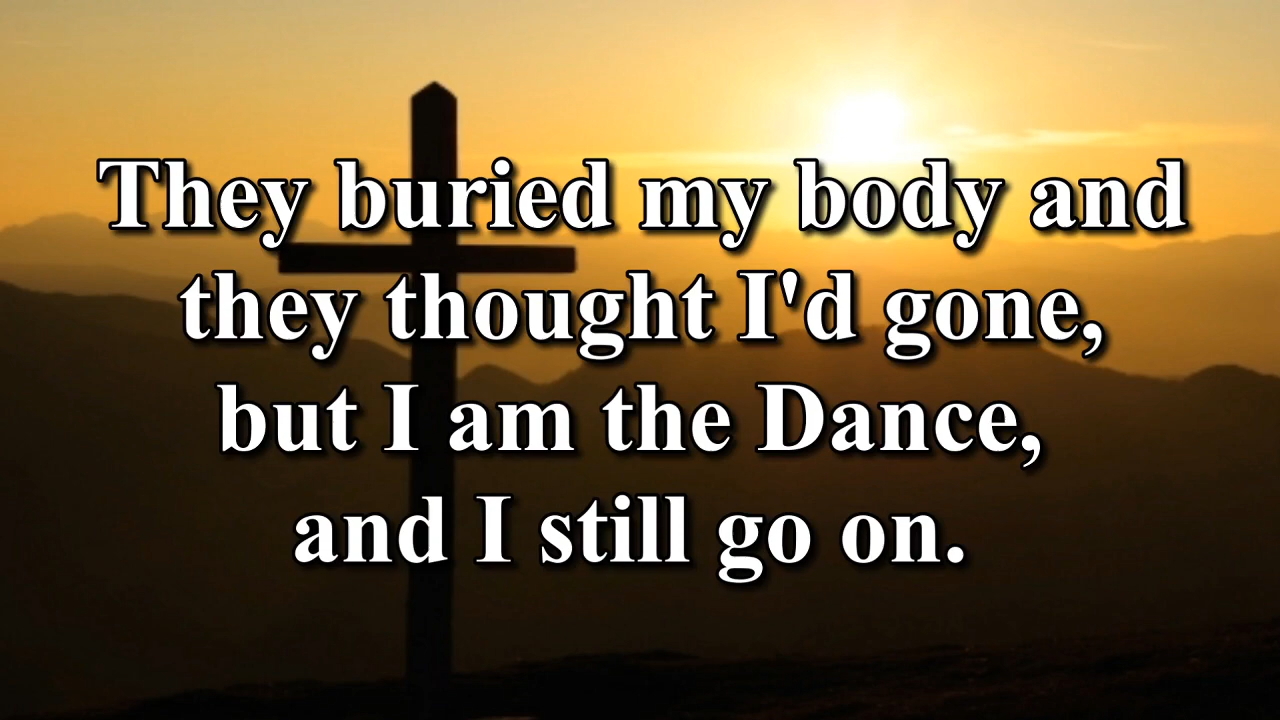 They buried my body and
they thought I'd gone,
but I am the Dance,
and I still go on.